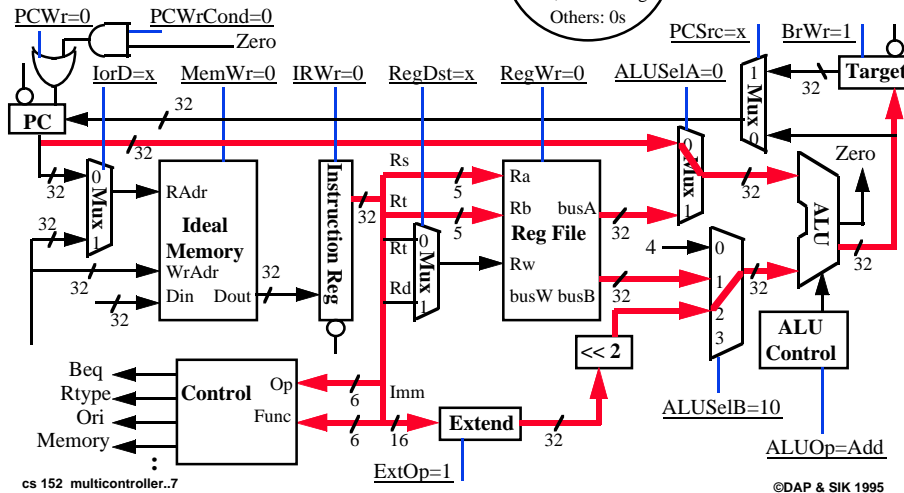 Others: 0s
PCWr=0
PCWrCond=0
PCSrc=x
BrWr=1
Zero
IorD=x
MemWr=0
IRWr=0
RegDst=x
RegWr=0
ALUSelA=0
1
Mux
0
32
Target
PC
32
32
32
0
Mux
1
RAdr
Ideal
Memory
WrAdr
Din
Dout
32
32
32
32
Instruction Reg
32
Rs
Rt
Rt
Rd
5
5
0
Mux
1
Ra
Rb
busA
Reg File
Rw
busW
busB
32
32
0
Mux
1
32
4
0
1
2
3
32
Zero
ALU
32
<< 2
ALU
Control
Beq
Rtype
Ori
Memory
:
Control
Op
Func
6
6
Imm
16
Extend
32
ExtOp=1
ALUSelB=10
ALUOp=Add
cs 152 multicontroller..7
©DAP & SIK 1995